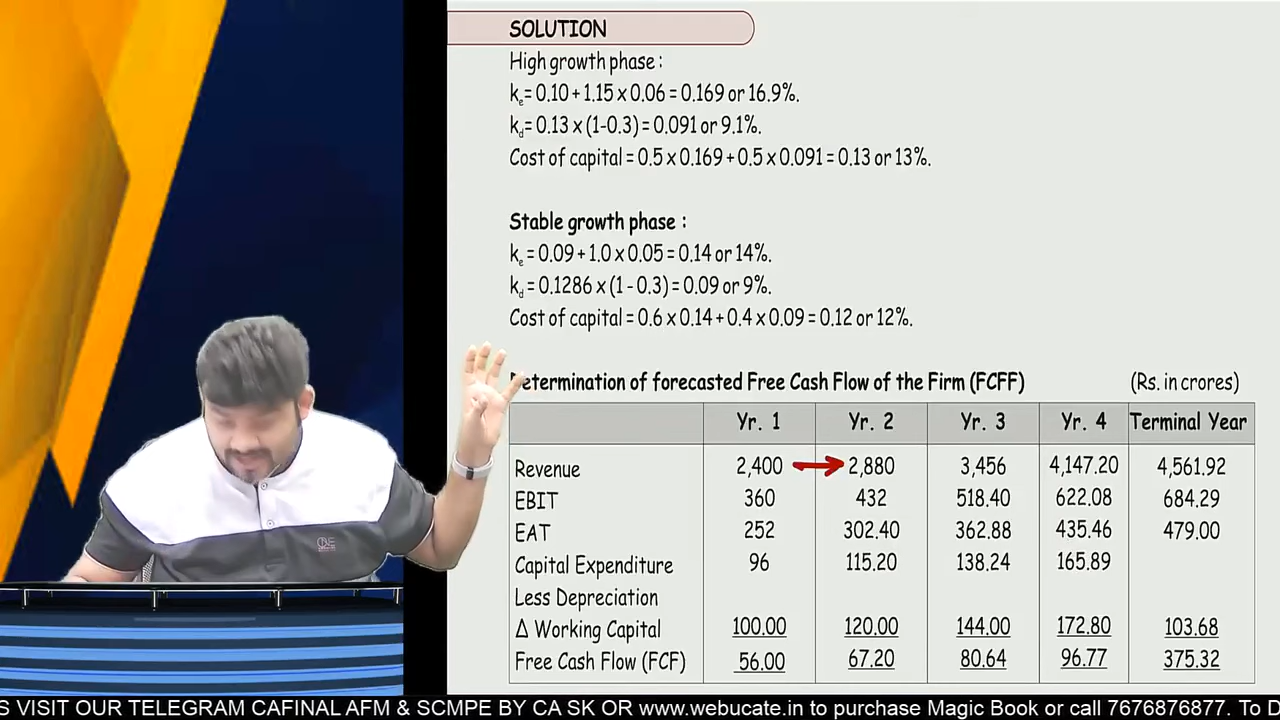 SOLUTION
High growth phase :
ke = 0.10 + 1.15 x 0.06 = 0.169 or 16.9%.
kd = 0.13 x (1-0.3) = 0.091 or 9.1%.
Cost of capital = 0.5 x 0.169 + 0.5 x 0.091 = 0.13 or 13%.
Stable growth phase :
ke = 0.09 + 1.0 x 0.05 = 0.14 or 14%.
kd = 0.1286 x (1 - 0.3) = 0.09 or 9%.
Cost of capital = 0.6 x 0.14 + 0.4 x 0.09 = 0.12 or 12%.
etermination of forecasted Free Cash Flow of the Firm (FCFF) (Rs. in crores)
Yr. 1 Yr. 2 Yr. 3 Yr. 4 Terminal Year
Revenue 2,400 2,880 3,456 4,147.20 4,561.92
EBIT 360 432 518.40 622.08 684.29
EAT 252 302.40 362.88 435.46 479.00
Capital Expenditure 96 115.20 138.24 165.89
Less Depreciation
Δ Working Capital 100.00 120.00 144.00 172.80 103.68
Free Cash Flow (FCF) 56.00 67.20 80.64 96.77 375.32
S VISIT OUR TELEGRAM CAFINAL AFM & SCMPE BY CA SK OR www.webucate.in to purchase Magic Book or call 7676876877. To D